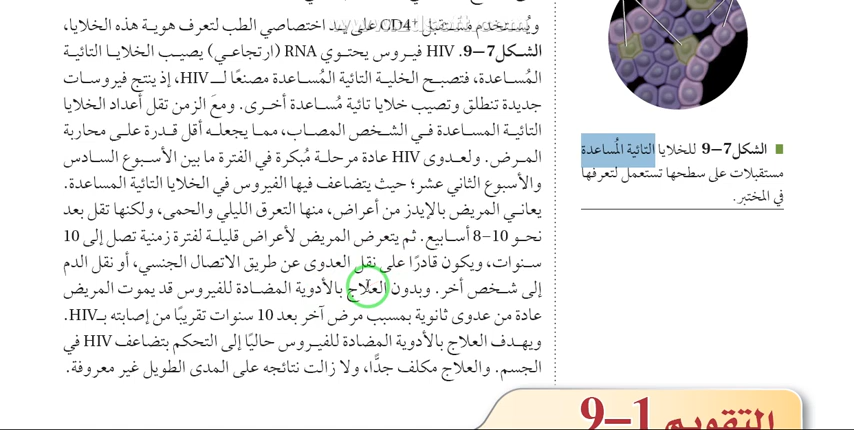 ويُستخدم مستقبل CD4+ على يد اختصاصي الطب لتعرف هوية هذه الخلايا،
الشكل 7–9. HIV فيروس يحتوي RNA (ارتجاعي) يصيب الخلايا التائية
المُساعدة، فتصبح الخلية التائية المُساعدة مصنعًا لـ HIV، إذ ينتج فيروسات
جديدة تنطلق وتصيب خلايا تائية مُساعدة أخرى. ومعَ الزمن تقل أعداد الخلايا
التائية المساعدة في الشخص المصاب، مما يجعله أقل قدرة على محاربة
المرض. ولعدوى HIV عادة مرحلة مُبكرة في الفترة ما بين الأسبوع السادس
والأسبوع الثاني عشر؛ حيث يتضاعف فيها الفيروس في الخلايا التائية المساعدة.
يعاني المريض بالإيدز من أعراض، منها التعرق الليلي والحمى، ولكنها تقل بعد
نحو 10–8 أسابيع. ثم يتعرض المريض لأعراض قليلة لفترة زمنية تصل إلى 10
سنوات، ويكون قادرًا على نقل العدوى عن طريق الاتصال الجنسي، أو نقل الدم
إلى شخص أخر. وبدون العلاج بالأدوية المضادة للفيروس قد يموت المريض
عادة من عدوى ثانوية بمسبب مرض آخر بعد 10 سنوات تقريبًا من إصابته بـHIV.
ويهدف العلاج بالأدوية المضادة للفيروس حاليًا إلى التحكم بتضاعف HIV في
الجسم. والعلاج مكلف جدًّا، ولا زالت نتائجه على المدى الطويل غير معروفة.
الشكل 7–9 للخلايا التائية المُساعدة
مستقبلات على سطحها تستعمل لتعرفها
في المختبر.
التقويم 1–9